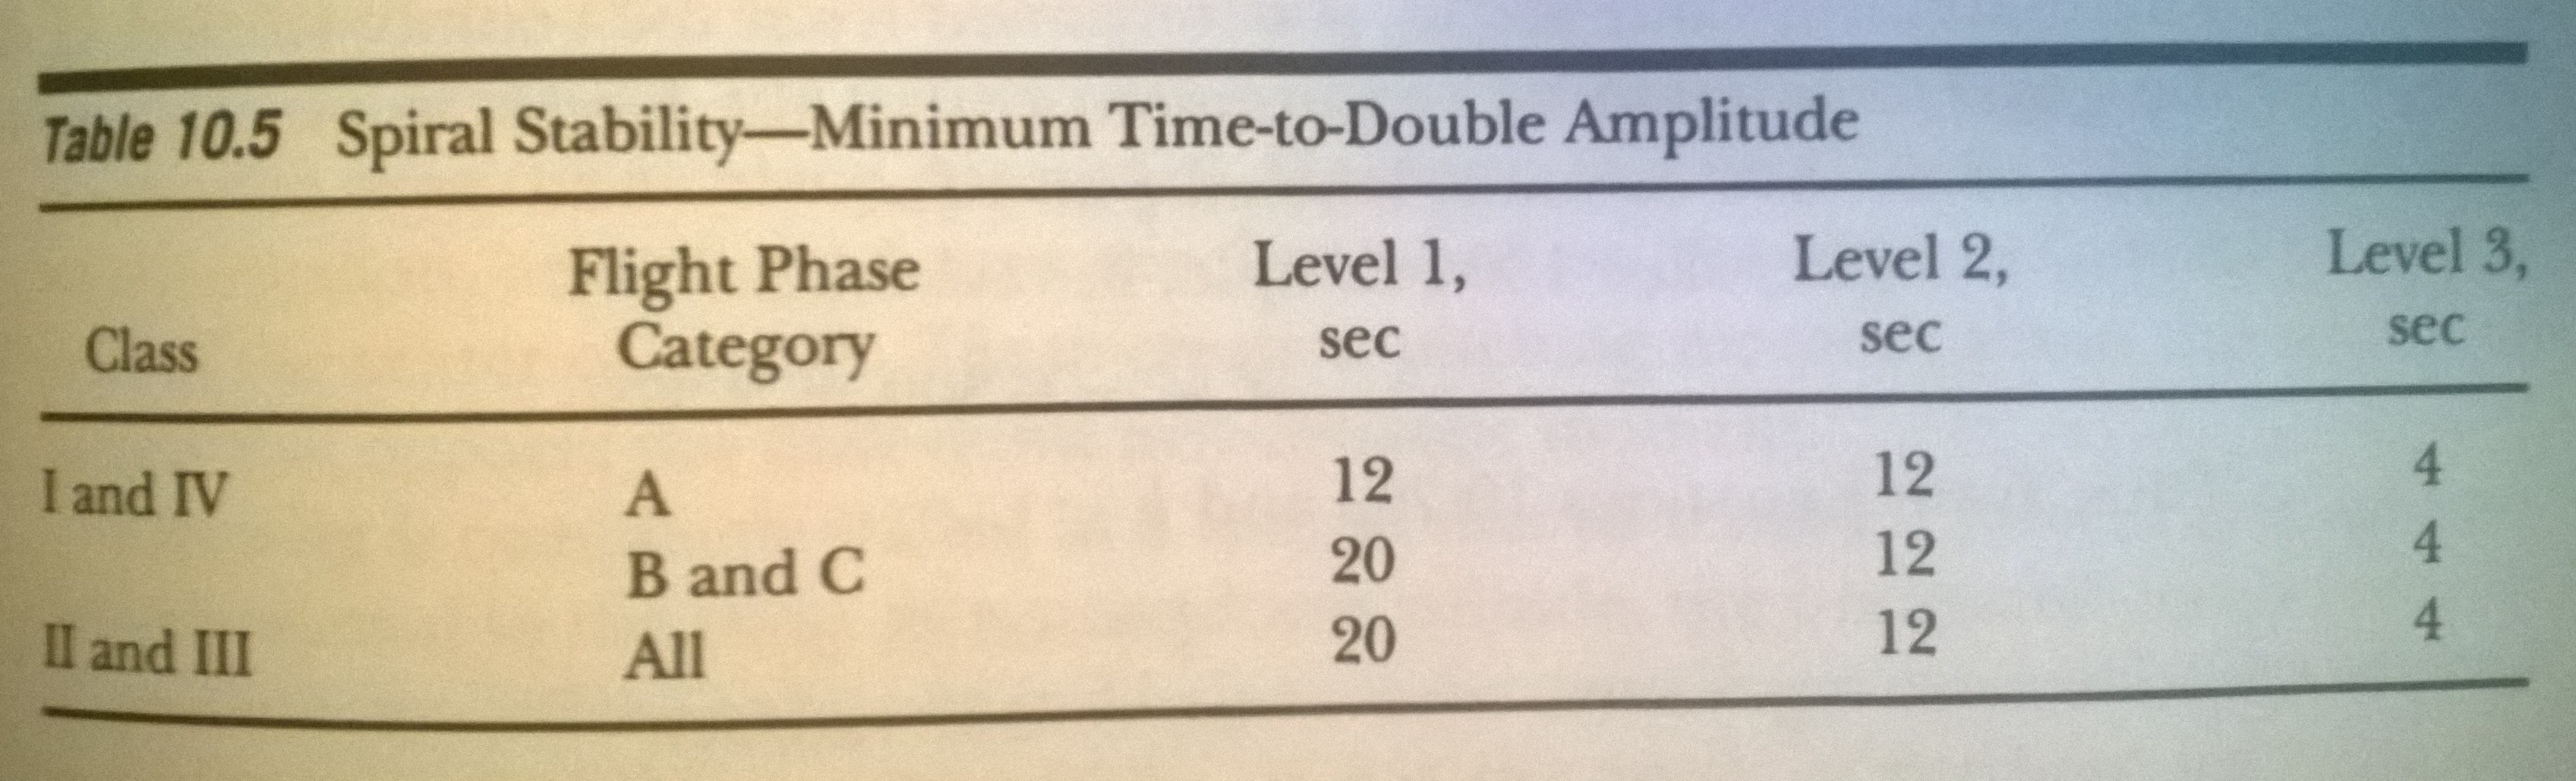 Table 10.5 Spiral Stability—Minimum Time-to-Double Amplitude
Flight Phase Level 1, Level 2, Level 3,
Class Category sec sec sec
I and IV A 12 12 4
B and C 20 12 4
II and III All 20 12 4